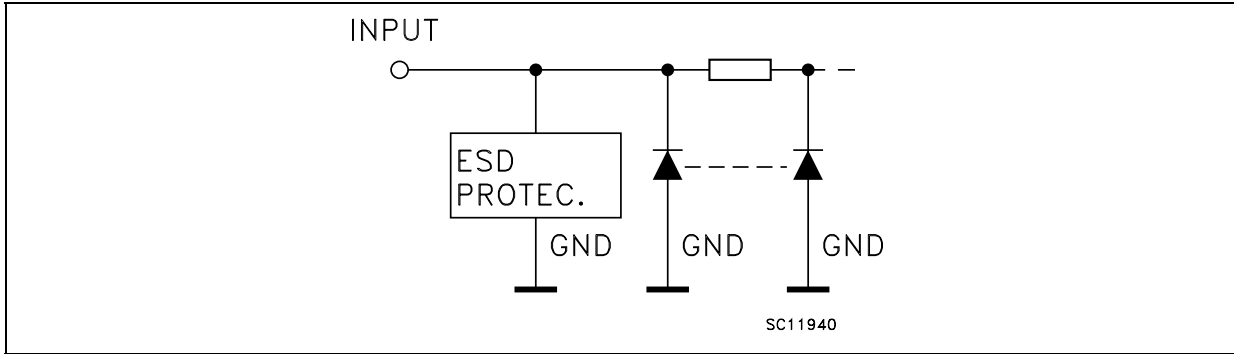 INPUT
ESD
PROTEC.
GND GND GND
SC11940